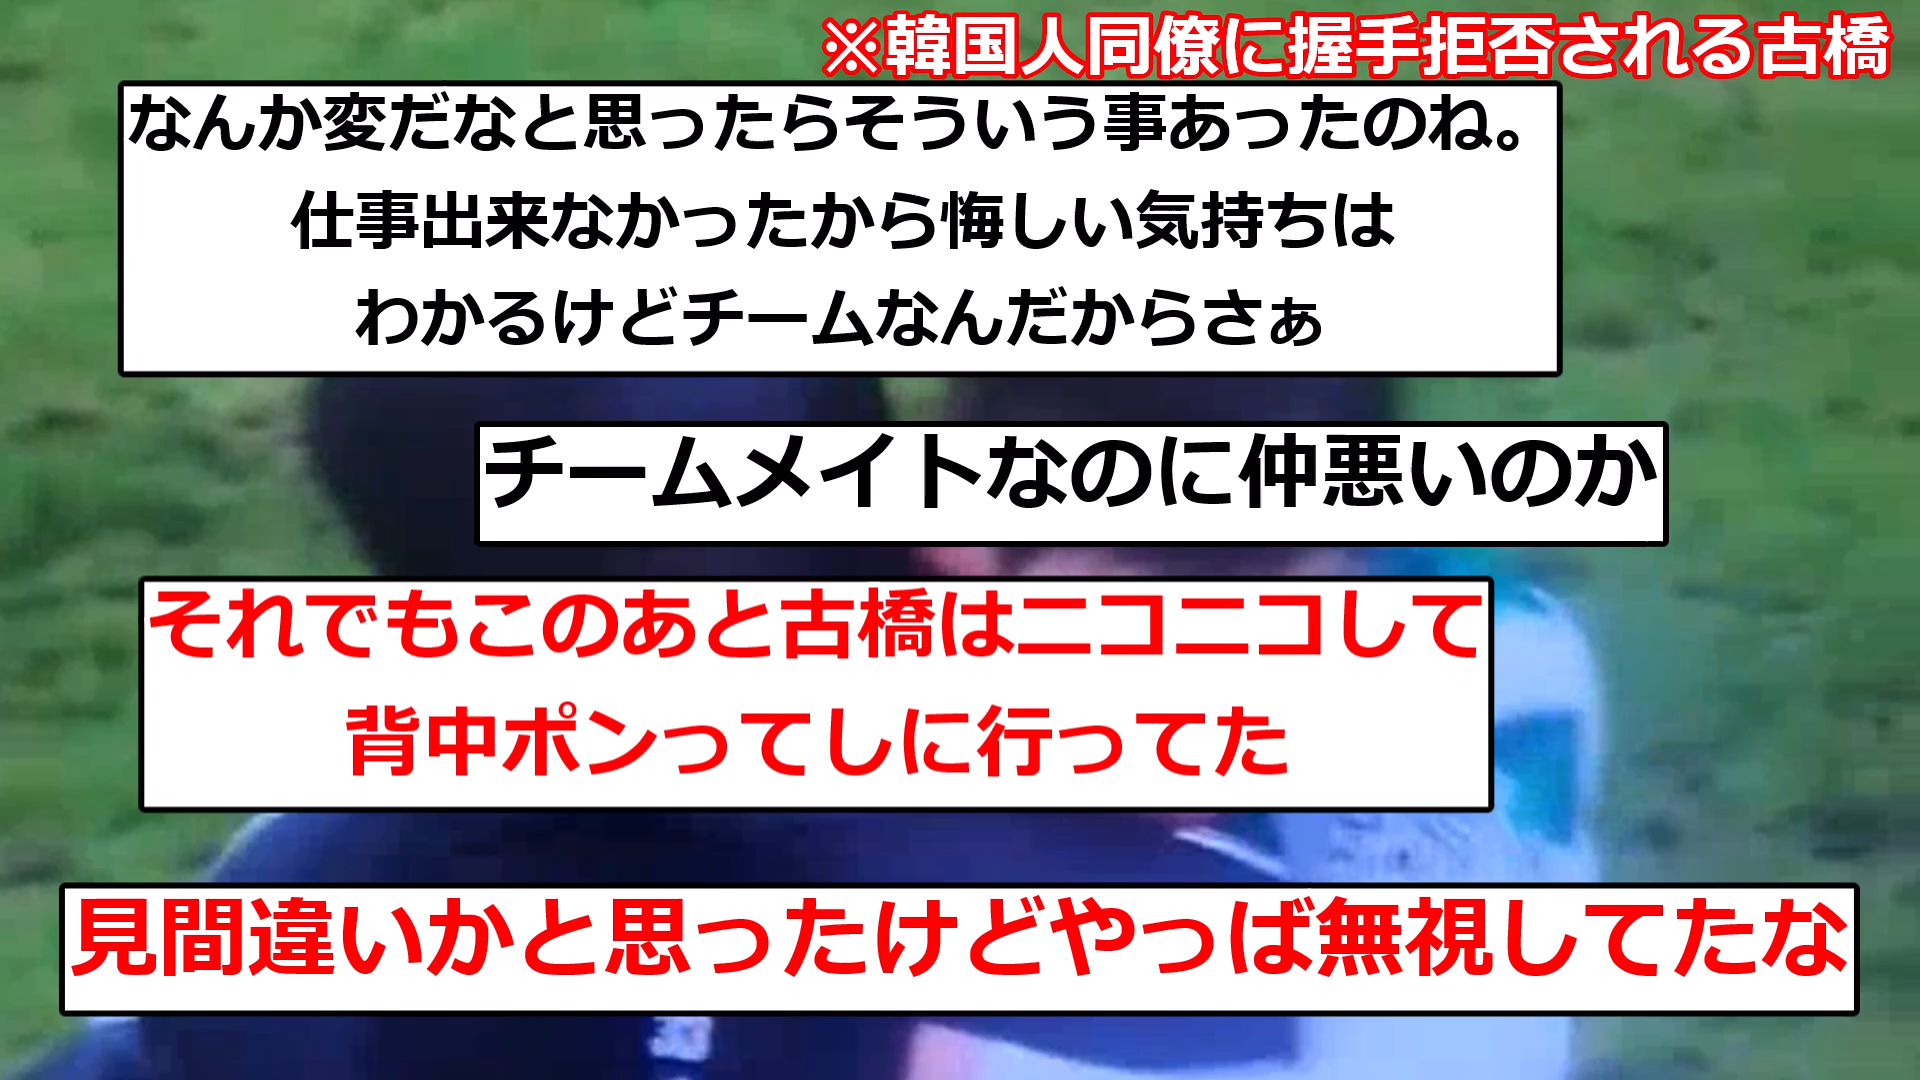 ※韓国人同僚に握手拒否される古橋
なんか変だなと思ったらそういう事あったのね。
仕事出来なかったから悔しい気持ちは
わかるけどチームなんだからさぁ
チームメイトなのに仲悪いのか
それでもこのあと古橋はニコニコして
背中ポンってしに行ってた
見間違いかと思ったけどやっぱ無視してたな